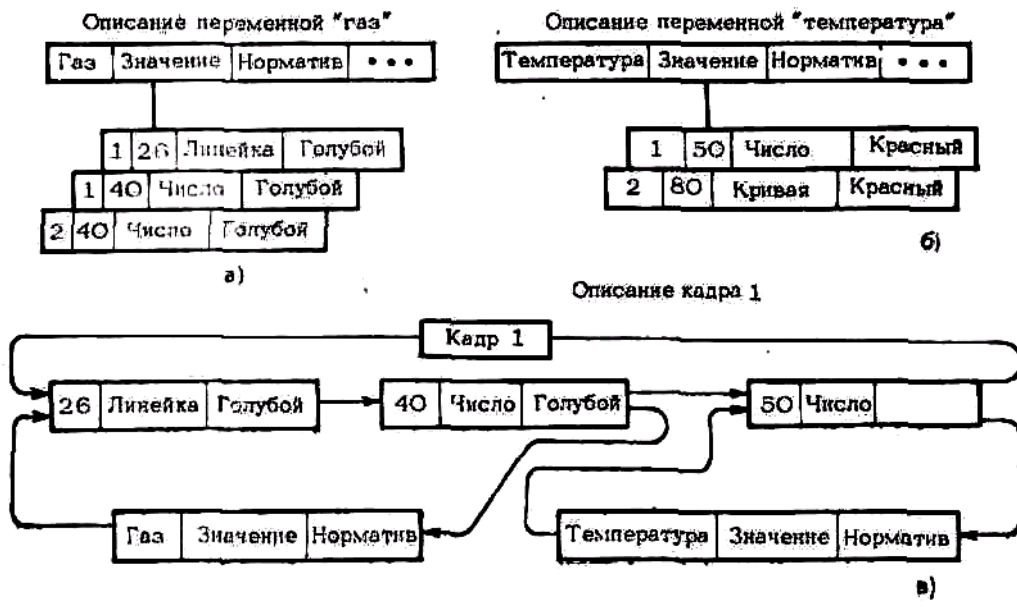 Описание переменной "газ"
Описание переменной "температура"
Газ Значение Норматив • • •
Температура Значение Норматив • • •
1 26 Линейка Голубой
1 40 Число Голубой
2 40 Число Голубой
а)
1 50 Число Красный
2 80 Кривая Красный
б)
Описание кадра 1
Кадр 1
26 Линейка Голубой
40 Число Голубой
50 Число
Газ Значение Норматив
Температура Значение Норматив
в)